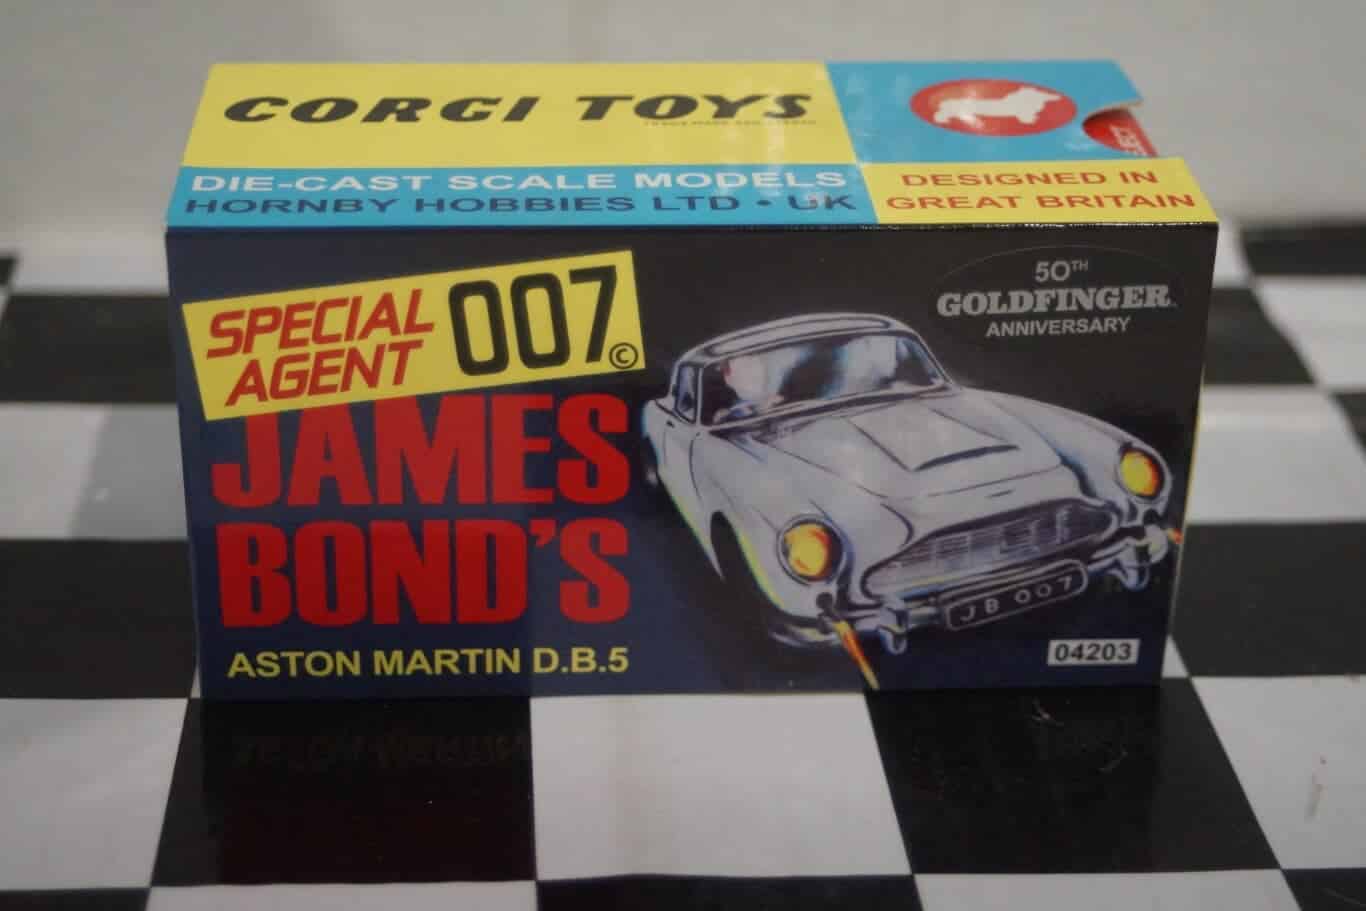 CORGI TOYS
DIE-CAST SCALE MODELS
HORNBY HOBBIES LTD • UK
DESIGNED IN
GREAT BRITAIN
SPECIAL
AGENT
007©
JAMES
BOND'S
ASTON MARTIN D.B.5
50TH
GOLDFINGER
ANNIVERSARY
JB 007
04203